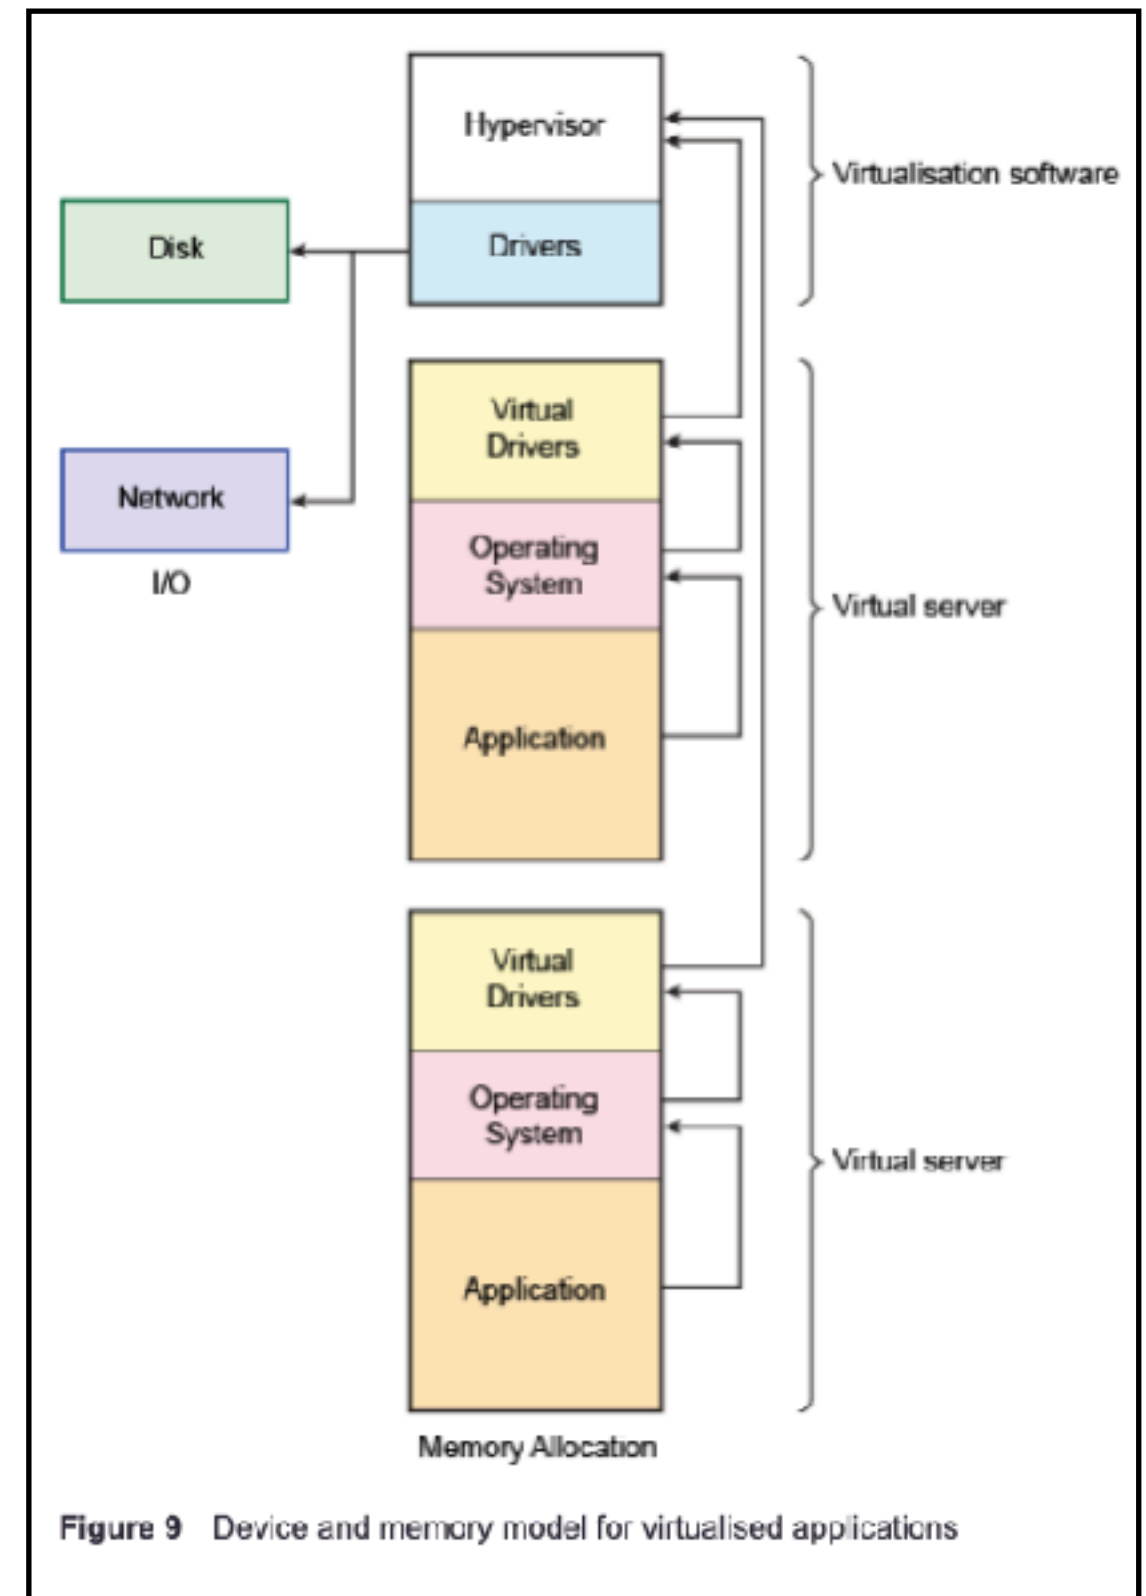 Hypervisor
Virtualisation software
Disk
Drivers
Virtual
Drivers
Network
Operating
System
I/O
Virtual server
Application
Virtual
Drivers
Operating
System
Virtual server
Application
Memory Allocation
Figure 9 Device and memory model for virtualised applications